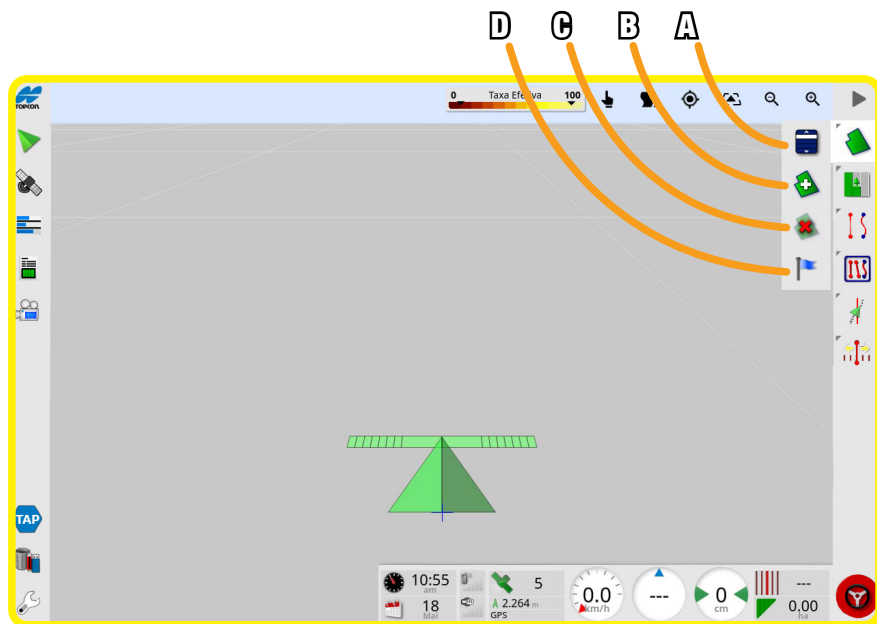 D C B A
TOPCON
0 Taxa Efetiva 100
TAP
10:55
am
18
Mai
5
2.264 m
GPS
0.0
km/h
---
0
cm
---
0.00
ha